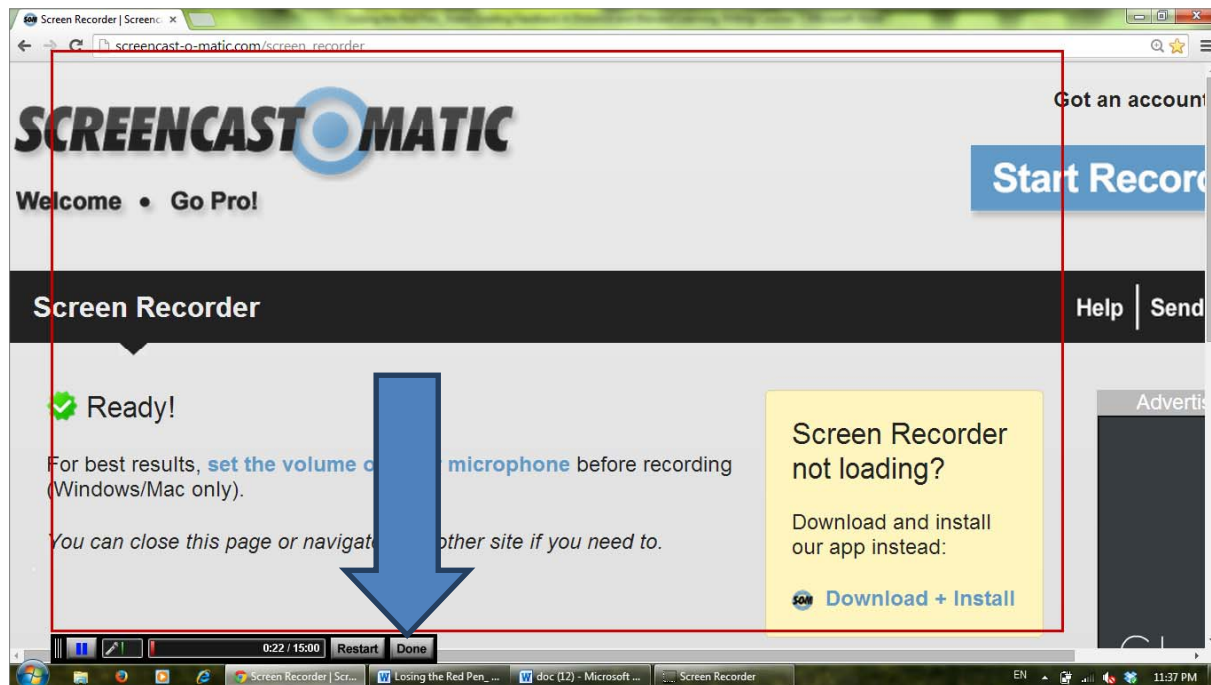 Screen Recorder | Screenc
screencast-o-matic.com/screen_recorder
SCREENCAST MATIC
Got an account
Start Recor
Welcome • Go Pro!
Screen Recorder
Help | Send
Ready!
For best results, set the volume o microphone before recording
(Windows/Mac only).
You can close this page or navigat other site if you need to.
Screen Recorder
not loading?
Download and install
our app instead:
SOM Download + Install
Advertis
0:22 / 15:00 Restart Done
Screen Recorder | Scr... Losing the Red Pen_ ... doc (12) - Microsoft ... Screen Recorder EN 11:37 PM